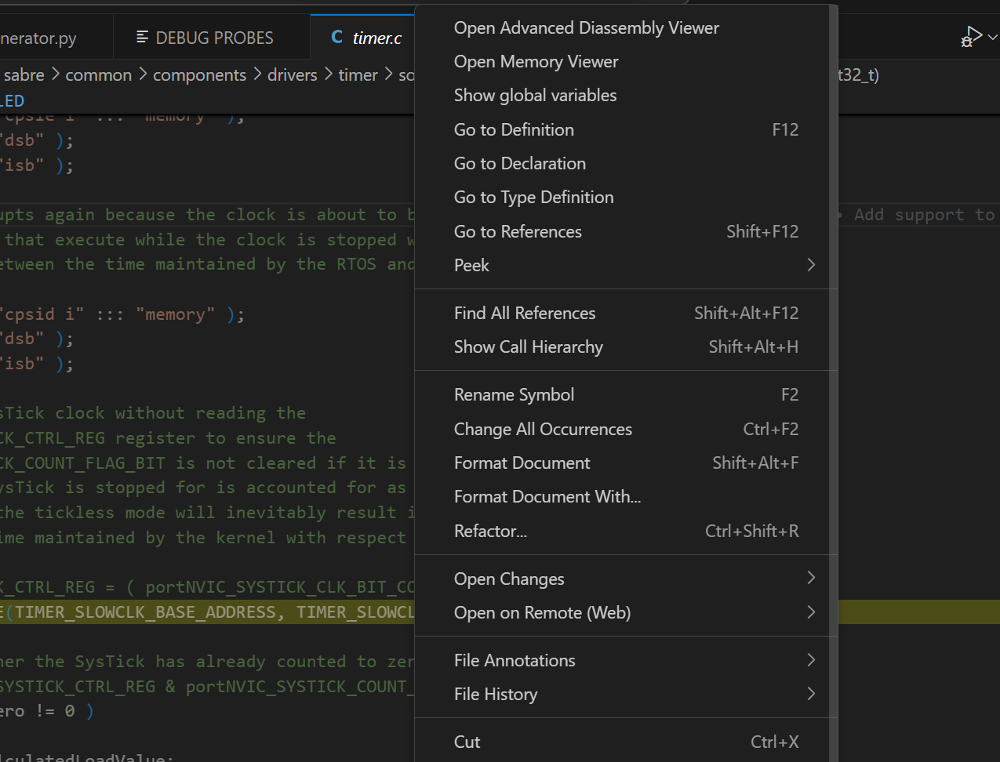 nerator.py
DEBUG PROBES
C timer.c
sabre > common > components > drivers > timer > so
t32_t)
LED
"cpsie i" ::: "memory" );
"dsb" );
"isb" );
upts again because the clock is about to b
Add support to
that execute while the clock is stopped w
etween the time maintained by the RTOS and
"cpsid i" ::: "memory" );
"dsb" );
"isb" );
sTick clock without reading the
CK_CTRL_REG register to ensure the
CK_COUNT_FLAG_BIT is not cleared if it is
ysTick is stopped for is accounted for as
the tickless mode will inevitably result i
ime maintained by the kernel with respect
K_CTRL_REG = ( portNVIC_SYSTICK_CLK_BIT_CO
E(TIMER_SLOWCLK_BASE_ADDRESS, TIMER_SLOWCL
her the SysTick has already counted to zer
SYSTICK_CTRL_REG & portNVIC_SYSTICK_COUNT_
ero != 0 )
lculatedLoadValue;
Open Advanced Diassembly Viewer
Open Memory Viewer
Show global variables
Go to Definition F12
Go to Declaration
Go to Type Definition
Go to References Shift+F12
Peek
Find All References Shift+Alt+F12
Show Call Hierarchy Shift+Alt+H
Rename Symbol F2
Change All Occurrences Ctrl+F2
Format Document Shift+Alt+F
Format Document With...
Refactor... Ctrl+Shift+R
Open Changes
Open on Remote (Web)
File Annotations
File History
Cut Ctrl+X